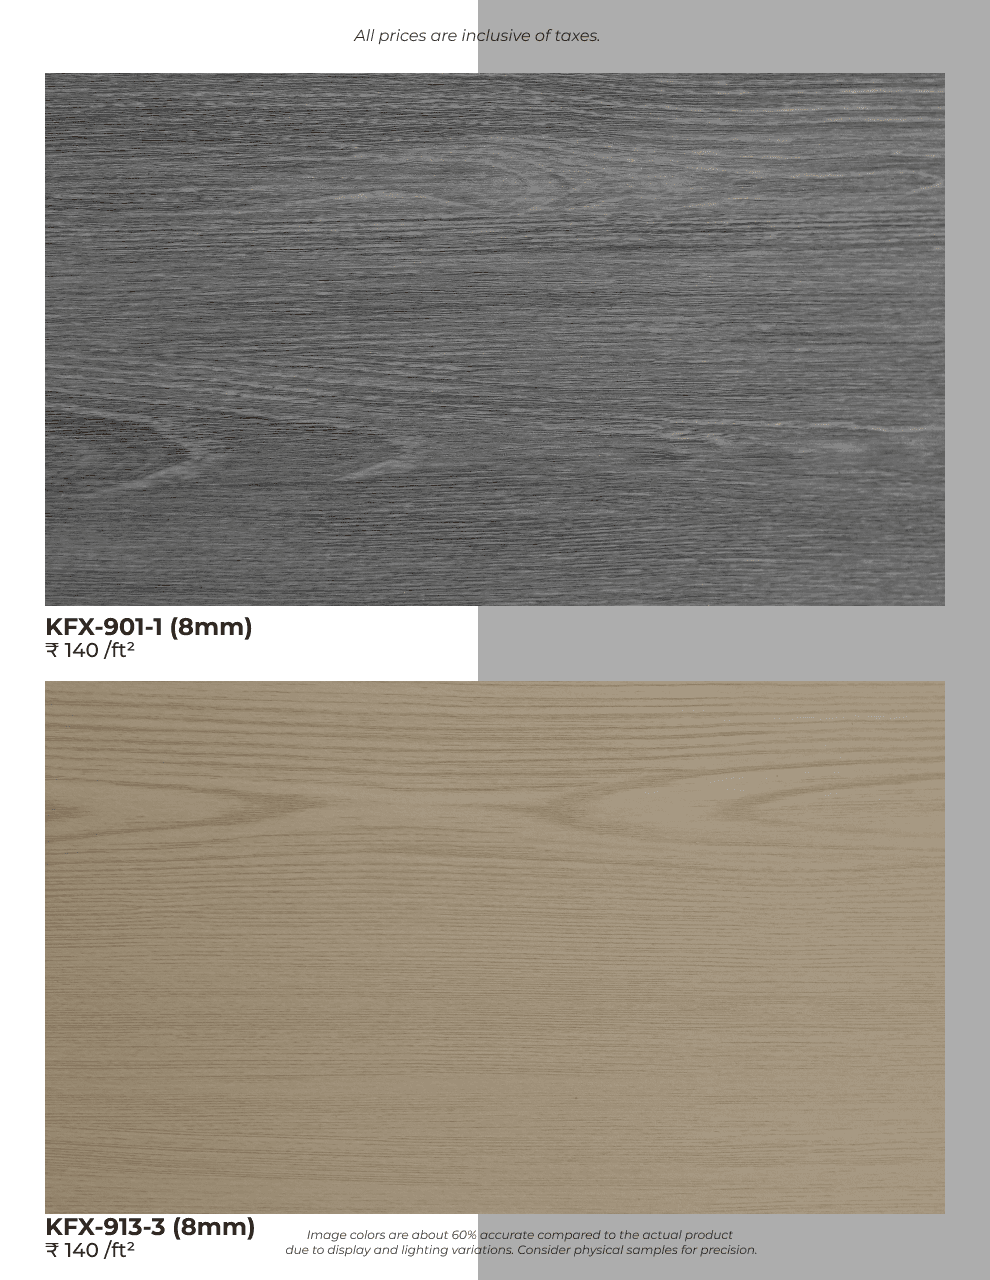 All prices are inclusive of taxes.
KFX-901-1 (8mm)
₹ 140 /ft²
KFX-913-3 (8mm)
₹ 140 /ft²
Image colors are about 60% accurate compared to the actual product
due to display and lighting variations. Consider physical samples for precision.